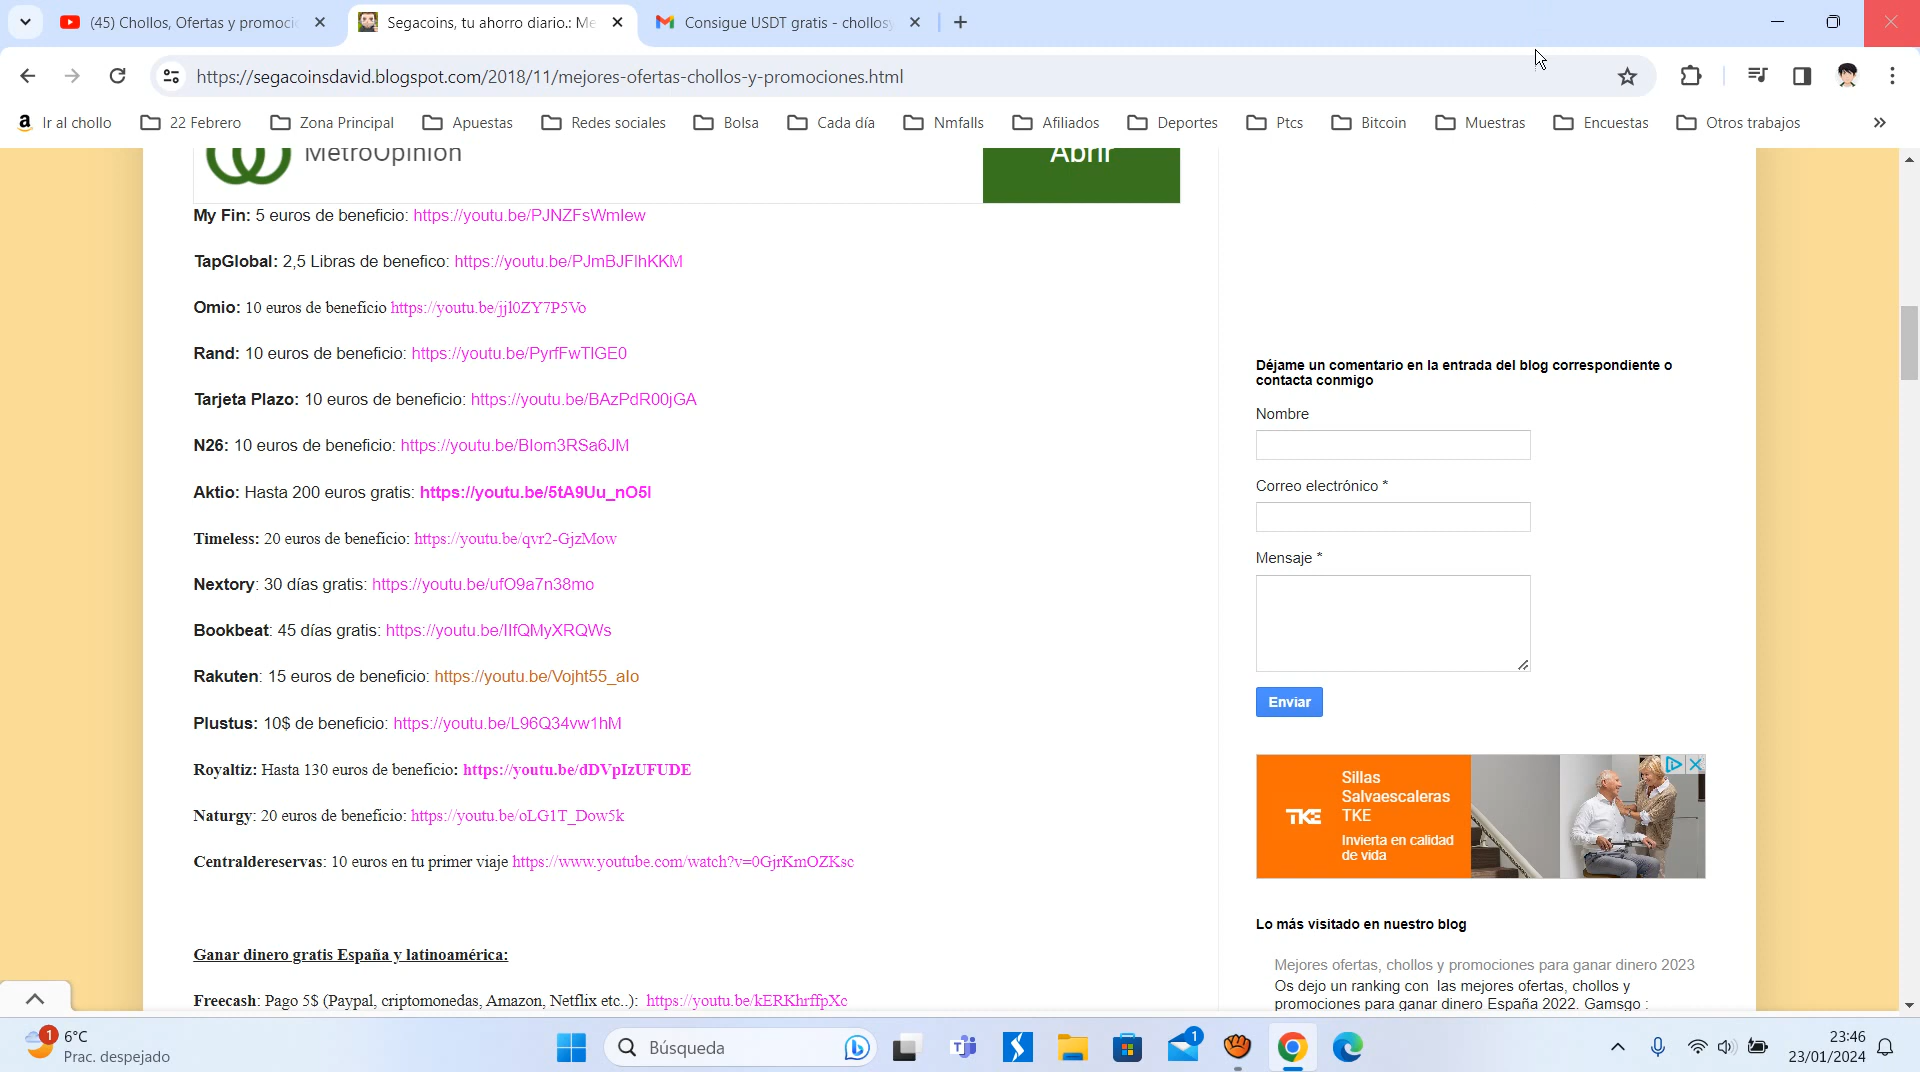 (45) Chollos, Ofertas y promoci
Segacoins, tu ahorro diario.: Me
Consigue USDT gratis - chollosy
https://segacoinsdavid.blogspot.com/2018/11/mejores-ofertas-chollos-y-promociones.html
Ir al chollo
22 Febrero
Zona Principal
Apuestas
Redes sociales
Bolsa
Cada día
Nmfalls
Afiliados
Deportes
Ptcs
Bitcoin
Muestras
Encuestas
Otros trabajos
MetroOpinion
Abrir
My Fin: 5 euros de beneficio: https://youtu.be/PJNZFsWmlew
TapGlobal: 2,5 Libras de benefico: https://youtu.be/PJmBJFlhKKM
Omio: 10 euros de beneficio https://youtu.be/jjl0ZY7P5Vo
Rand: 10 euros de beneficio: https://youtu.be/PyrfFwTIGE0
Tarjeta Plazo: 10 euros de beneficio: https://youtu.be/BAzPdR00jGA
N26: 10 euros de beneficio: https://youtu.be/Blom3RSa6JM
Aktio: Hasta 200 euros gratis: https://youtu.be/5tA9Uu_nO5I
Timeless: 20 euros de beneficio: https://youtu.be/qvr2-GjzMow
Nextory: 30 días gratis: https://youtu.be/ufO9a7n38mo
Bookbeat: 45 días gratis: https://youtu.be/IIfQMyXRQWs
Rakuten: 15 euros de beneficio: https://youtu.be/Vojht55_alo
Plustus: 10$ de beneficio: https://youtu.be/L96Q34vw1hM
Royaltiz: Hasta 130 euros de beneficio: https://youtu.be/dDVpIzUFUDE
Naturgy: 20 euros de beneficio: https://youtu.be/oLG1T_Dow5k
Centraldereservas: 10 euros en tu primer viaje https://www.youtube.com/watch?v=0GjrKmOZKsc
Ganar dinero gratis España y latinoamérica:
Freecash: Pago 5$ (Paypal, criptomonedas, Amazon, Netflix etc..): https://youtu.be/kERKhrffpXc
Déjame un comentario en la entrada del blog correspondiente o
contacta conmigo
Nombre
Correo electrónico *
Mensaje *
Enviar
TKE
Sillas
Salvaescaleras
TKE
Invierta en calidad
de vida
Lo más visitado en nuestro blog
Mejores ofertas, chollos y promociones para ganar dinero 2023
Os dejo un ranking con las mejores ofertas, chollos y
promociones para ganar dinero España 2022. Gamsgo :
1
6°C
Prac. despejado
Búsqueda
1
23:46
23/01/2024